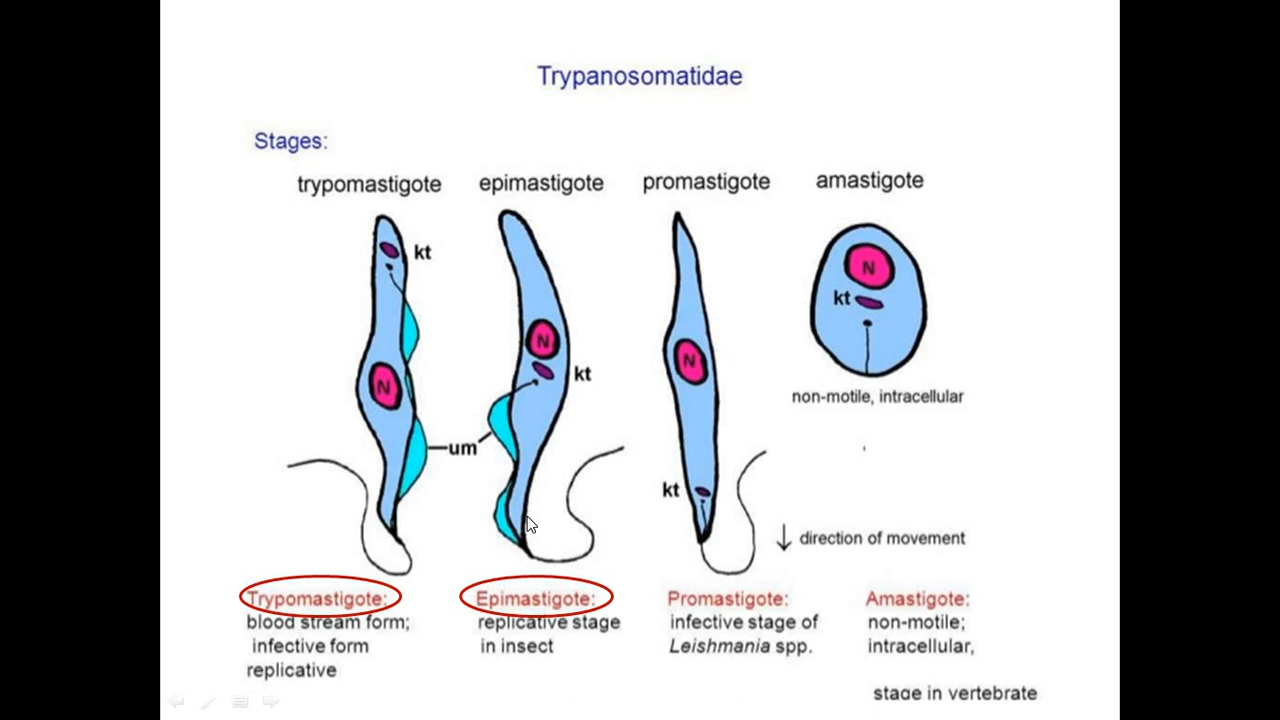 Trypanosomatidae
Stages:
trypomastigote epimastigote promastigote amastigote
kt
N
um
N
kt
N
kt
N
kt
non-motile, intracellular
direction of movement
Trypomastigote:
blood stream form;
infective form
replicative
Epimastigote:
replicative stage
in insect
Promastigote:
infective stage of
Leishmania spp.
Amastigote:
non-motile;
intracellular,
stage in vertebrate